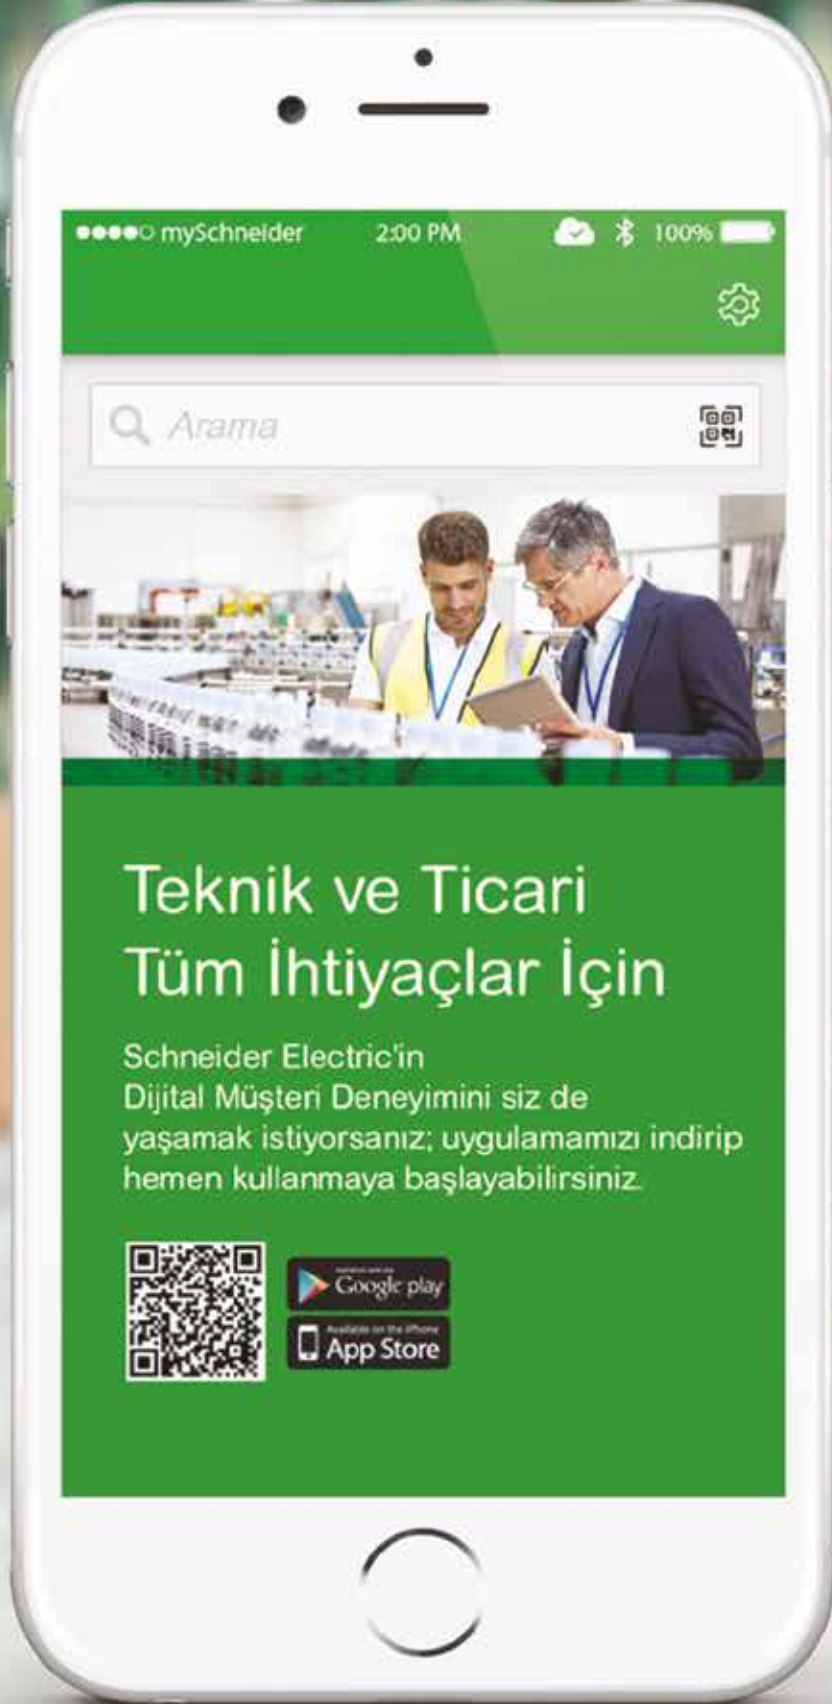 mySchneider 2:00 PM 100%
Arama
Teknik ve Ticari
Tüm İhtiyaçlar İçin
Schneider Electric'in
Dijital Müşteri Deneyimini siz de
yaşamak istiyorsanız; uygulamamızı indirip
hemen kullanmaya başlayabilirsiniz.
Google play
Available on the iPhone
App Store